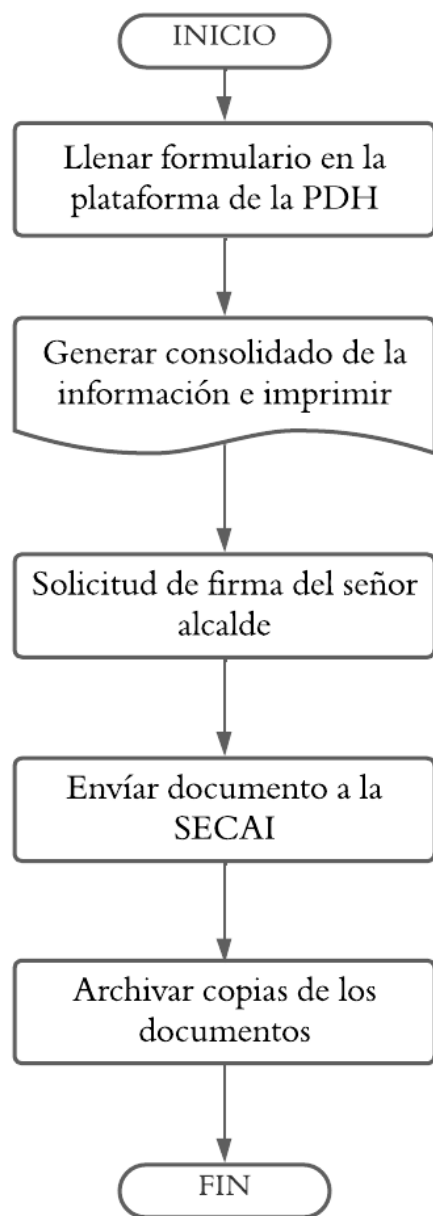 INICIO
Llenar formulario en la
plataforma de la PDH
Generar consolidado de la
información e imprimir
Solicitud de firma del señor
alcalde
Envíar documento a la
SECAI
Archivar copias de los
documentos
FIN